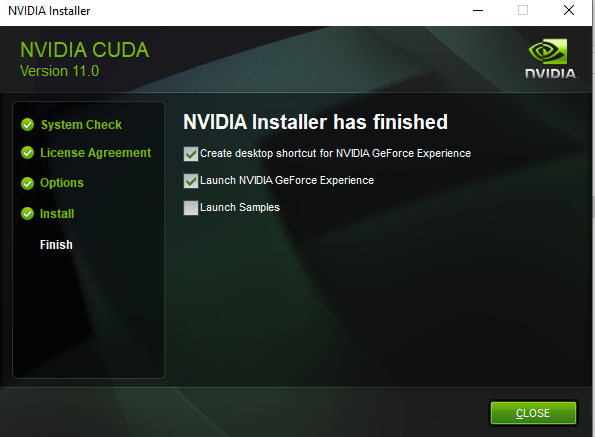 NVIDIA Installer
NVIDIA CUDA
Version 11.0
NVIDIA.
System Check
License Agreement
Options
Install
Finish
NVIDIA Installer has finished
Create desktop shortcut for NVIDIA GeForce Experience
Launch NVIDIA GeForce Experience
Launch Samples
CLOSE